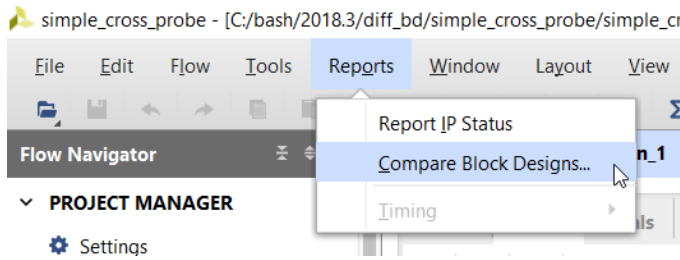 simple_cross_probe - [C:/bash/2018.3/diff_bd/simple_cross_probe/simple_cr
File Edit Flow Tools Reports Window Layout View
Report IP Status
Flow Navigator
Compare Block Designs...
n_1
PROJECT MANAGER
Timing
als
Settings